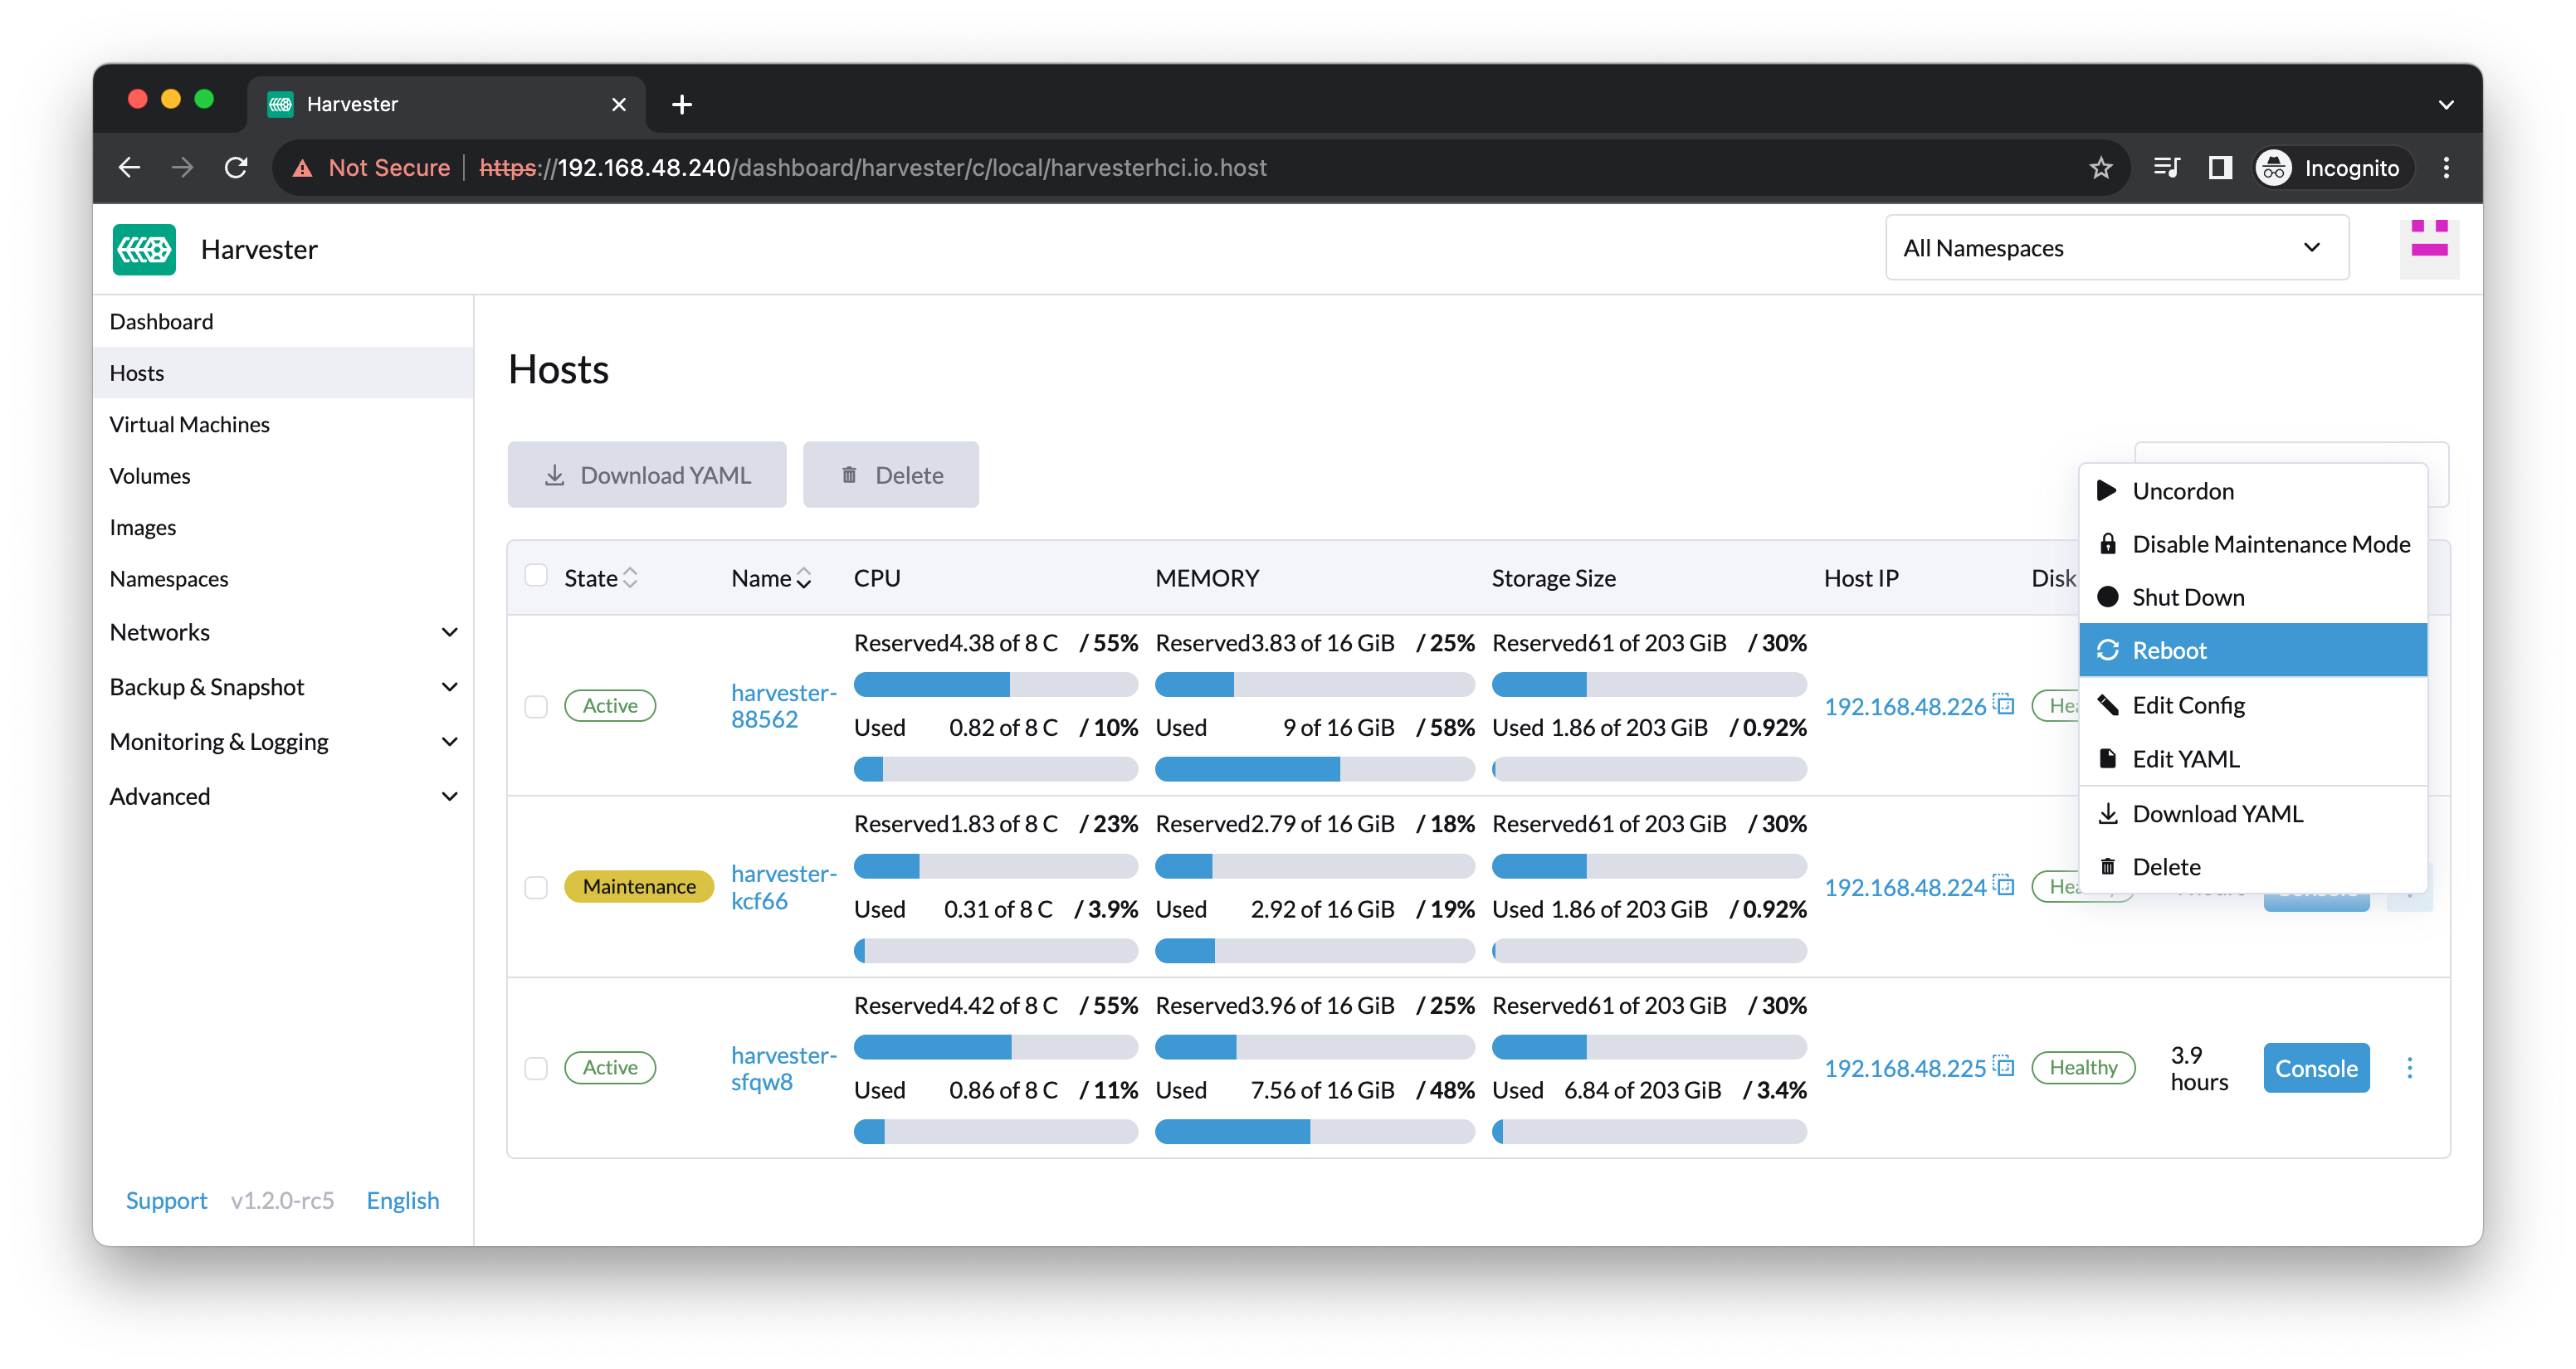 Harvester
Not Secure https://192.168.48.240/dashboard/harvester/c/local/harvesterhci.io.host Incognito
Harvester All Namespaces
Dashboard
Hosts
Virtual Machines
Volumes
Images
Namespaces
Networks
Backup & Snapshot
Monitoring & Logging
Advanced
Support v1.2.0-rc5 English
Hosts
Download YAML Delete
State Name CPU MEMORY Storage Size Host IP Disk
Reserved4.38 of 8 C / 55% Reserved3.83 of 16 GiB / 25% Reserved61 of 203 GiB / 30%
Active harvester-88562 192.168.48.226
Used 0.82 of 8 C / 10% Used 9 of 16 GiB / 58% Used 1.86 of 203 GiB / 0.92%
Reserved1.83 of 8 C / 23% Reserved2.79 of 16 GiB / 18% Reserved61 of 203 GiB / 30%
Maintenance harvester-kcf66 192.168.48.224
Used 0.31 of 8 C / 3.9% Used 2.92 of 16 GiB / 19% Used 1.86 of 203 GiB / 0.92%
Reserved4.42 of 8 C / 55% Reserved3.96 of 16 GiB / 25% Reserved61 of 203 GiB / 30%
Active harvester-sfqw8 192.168.48.225 Healthy 3.9 hours Console
Used 0.86 of 8 C / 11% Used 7.56 of 16 GiB / 48% Used 6.84 of 203 GiB / 3.4%
Uncordon
Disable Maintenance Mode
Shut Down
Reboot
Edit Config
Edit YAML
Download YAML
Delete